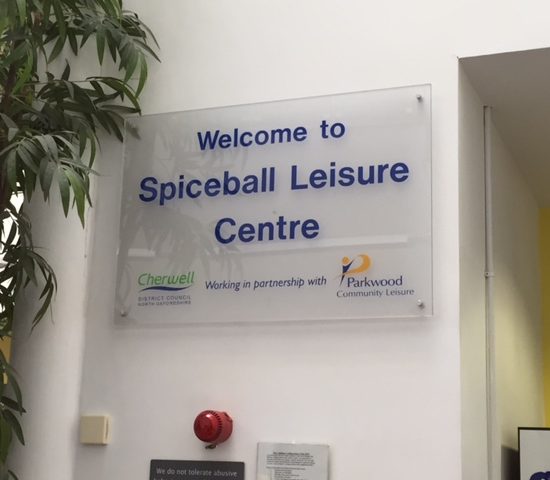 Welcome to
Spiceball Leisure
Centre
Cherwell
DISTRICT COUNCIL
NORTH OXFORDSHIRE
Working in partnership with
Parkwood
Community Leisure
We do not tolerate abusive